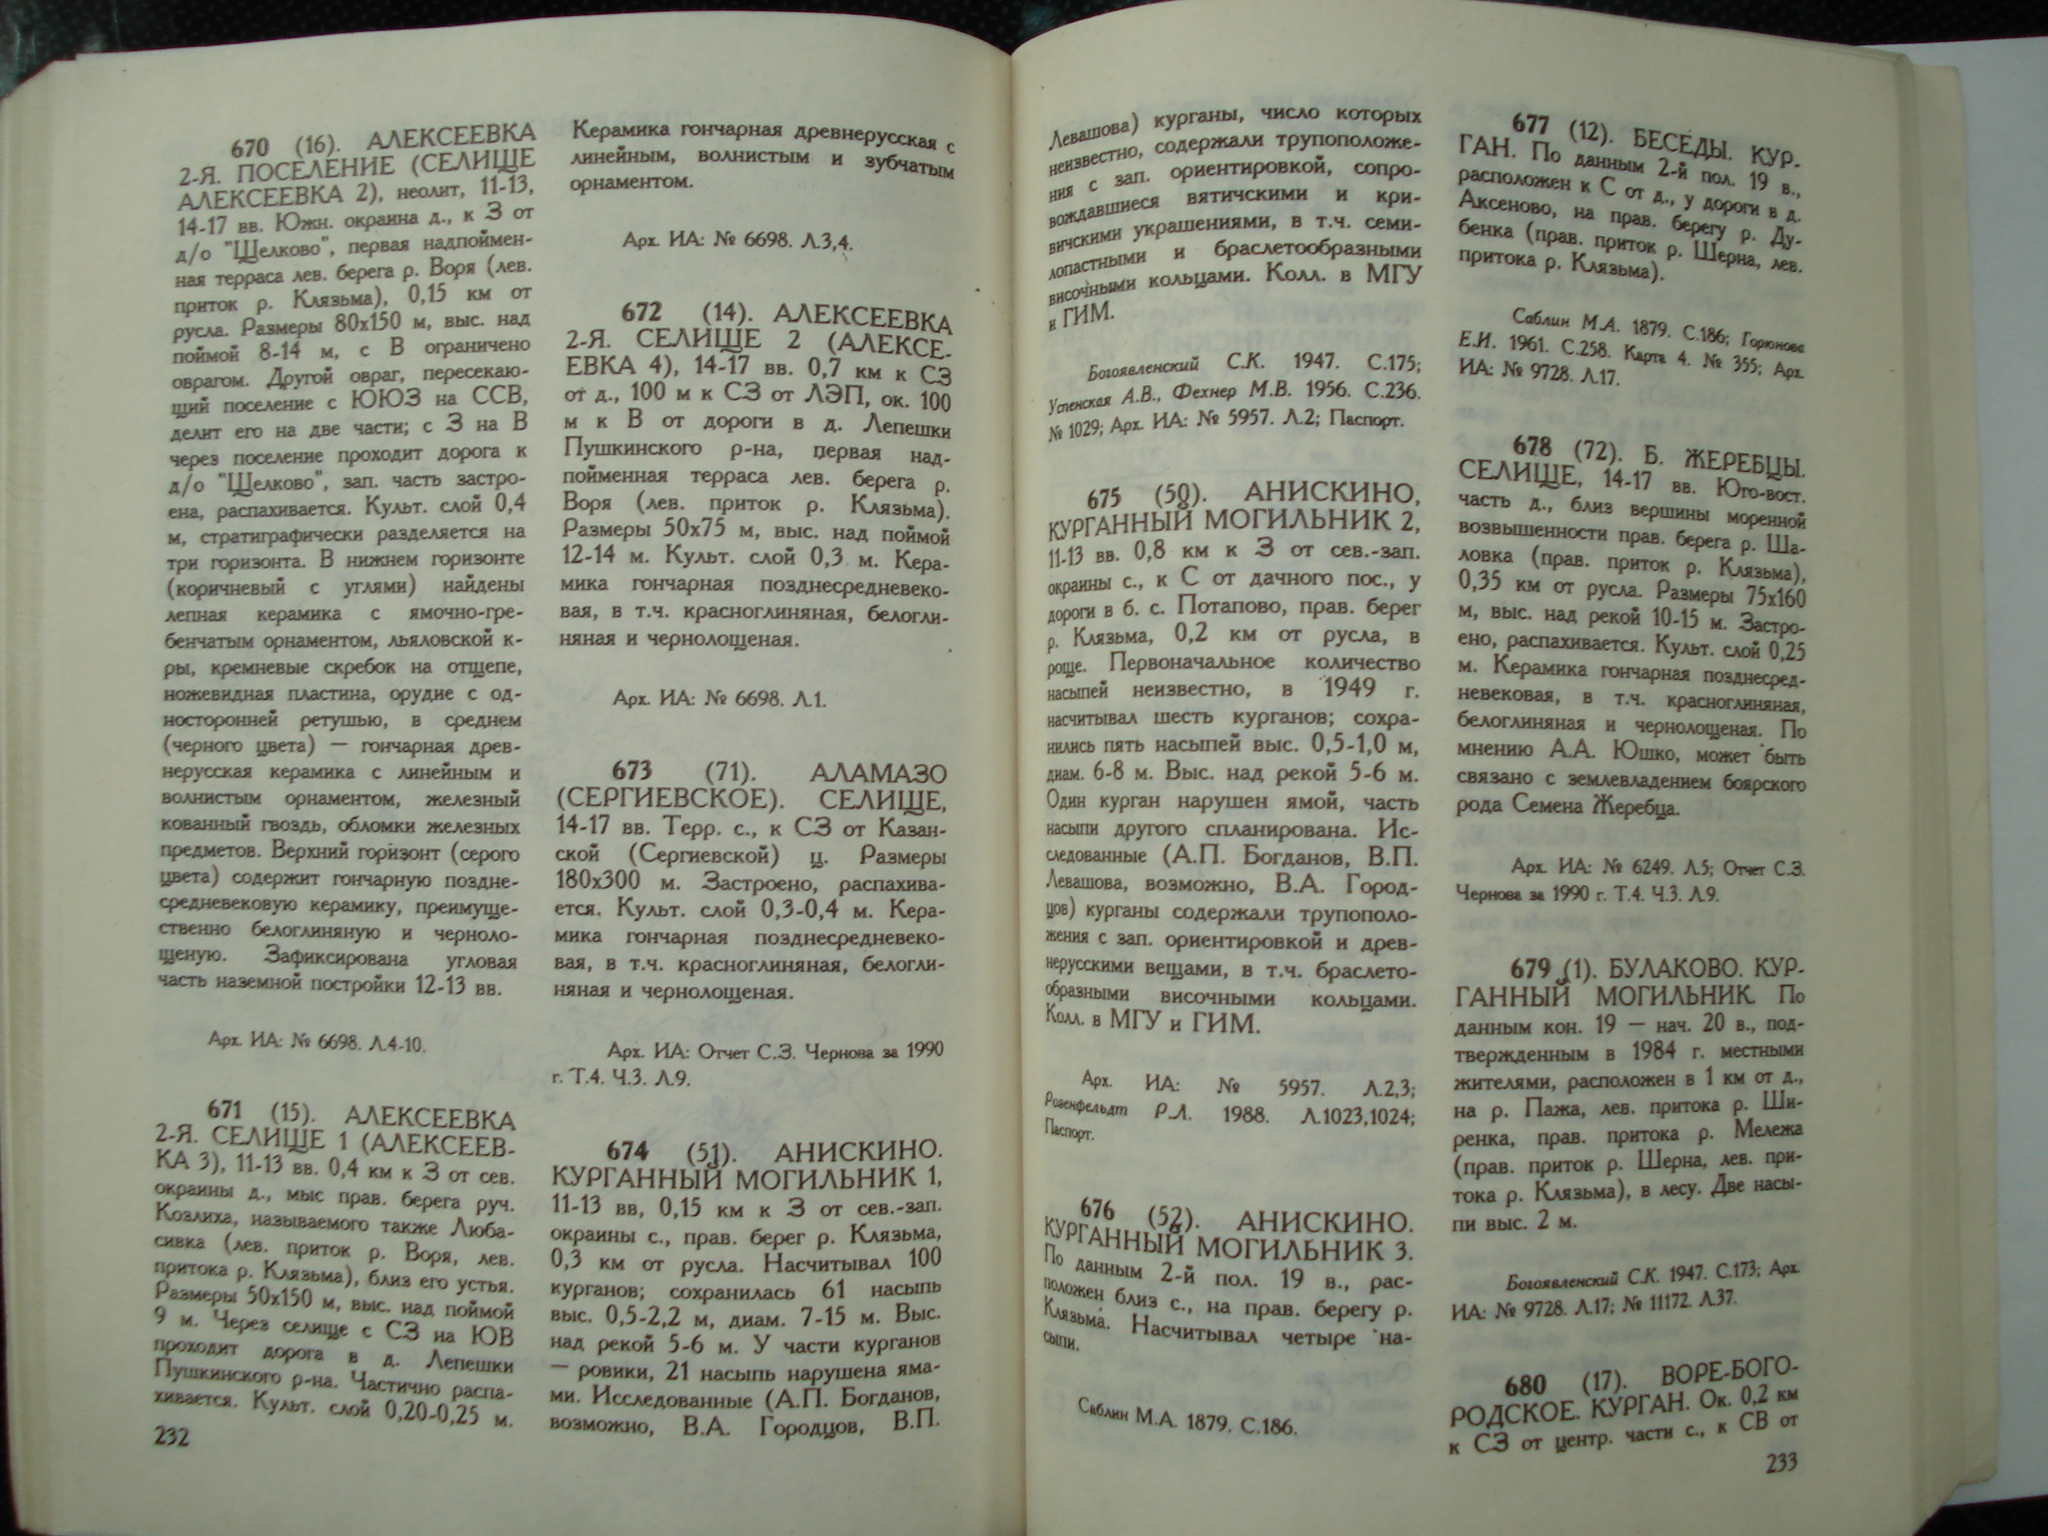 670 (16). АЛЕКСЕЕВКА
2-Я. ПОСЕЛЕНИЕ (СЕЛИЩЕ
АЛЕКСЕЕВКА 2), неолит, 11-13,
14-17 вв. Южн. окраина д., к З от
д/о "Щелково", первая надпоймен-
ная терраса лев. берега р. Воря (лев.
приток р. Клязьма), 0,15 км от
русла. Размеры 80х150 м, выс. над
поймой 8-14 м, с В ограничено
оврагом. Другой овраг, пересекаю-
щий поселение с ЮЮЗ на ССВ,
делит его на две части; с З на В
через поселение проходит дорога к
д/о "Щелково", зап. часть застро-
ена, распахивается. Культ. слой 0,4
м, стратиграфически разделяется на
три горизонта. В нижнем горизонте
(коричневый с углями) найдены
лепная керамика с ямочно-гре-
бенчатым орнаментом, льяловской к-
ры, кремневые скребок на отщепе,
ножевидная пластина, орудие с од-
носторонней ретушью, в среднем
(черного цвета) — гончарная древ-
нерусская керамика с линейным и
волнистым орнаментом, железный
кованный гвоздь, обломки железных
предметов. Верхний горизонт (серого
цвета) содержит гончарную поздне-
средневековую керамику, преимуще-
ственно белоглиняную и черноло-
щеную. Зафиксирована угловая
часть наземной постройки 12-13 вв.
Арх. ИА: № 6698. Л.4-10.
671 (15). АЛЕКСЕЕВКА
2-Я. СЕЛИЩЕ 1 (АЛЕКСЕЕВ-
КА 3), 11-13 вв. 0,4 км к З от сев.
окраины д., мыс прав. берега руч.
Козлиха, называемого также Люба-
сивка (лев. приток р. Воря, лев.
притока р. Клязьма), близ его устья.
Размеры 50х150 м, выс. над поймой
9 м. Через селище с СЗ на ЮВ
проходит дорога в д. Лепешки
Пушкинского р-на. Частично распа-
хивается. Культ. слой 0,20-0,25 м.
232
Керамика гончарная древнерусская с
линейным, волнистым и зубчатым
орнаментом.
Арх. ИА: № 6698. Л.3,4.
672 (14). АЛЕКСЕЕВКА
2-Я. СЕЛИЩЕ 2 (АЛЕКСЕ-
ЕВКА 4), 14-17 вв. 0,7 км к СЗ
от д., 100 м к СЗ от ЛЭП, ок. 100
м к В от дороги в д. Лепешки
Пушкинского р-на, первая над-
пойменная терраса лев. берега р.
Воря (лев. приток р. Клязьма).
Размеры 50х75 м, выс. над поймой
12-14 м. Культ. слой 0,3 м. Кера-
мика гончарная позднесредневеко-
вая, в т.ч. красноглиняная, белогли-
няная и чернолощеная.
Арх. ИА: № 6698. Л.1.
673 (71). АЛАМАЗО
(СЕРГИЕВСКОЕ). СЕЛИЩЕ,
14-17 вв. Терр. с., к СЗ от Казан-
ской (Сергиевской) ц. Размеры
180х300 м. Застроено, распахива-
ется. Культ. слой 0,3-0,4 м. Кера-
мика гончарная позднесредневеко-
вая, в т.ч. красноглиняная, белогли-
няная и чернолощеная.
Арх. ИА: Отчет С.З. Чернова за 1990
г. Т.4. Ч.3. Л.9.
674 (51). АНИСКИНО.
КУРГАННЫЙ МОГИЛЬНИК 1,
11-13 вв, 0,15 км к З от сев.-зап.
окраины с., прав. берег р. Клязьма,
0,3 км от русла. Насчитывал 100
курганов; сохранилась 61 насыпь
выс. 0,5-2,2 м, диам. 7-15 м. Выс.
над рекой 5-6 м. У части курганов
— ровики, 21 насыпь нарушена яма-
ми. Исследованные (А.П. Богданов,
возможно, В.А. Городцов, В.П.
Левашова) курганы, число которых
неизвестно, содержали трупоположе-
ния с зап. ориентировкой, сопро-
вождавшиеся вятичскими и кри-
вичскими украшениями, в т.ч. семи-
лопастными и браслетообразными
височными кольцами. Колл. в МГУ
и ГИМ.
Богоявленский С.К. 1947. С.175;
Успенская А.В., Фехнер М.В. 1956. С.236.
№ 1029; Арх. ИА: № 5957. Л.2; Паспорт.
675 (50). АНИСКИНО,
КУРГАННЫЙ МОГИЛЬНИК 2,
11-13 вв. 0,8 км к З от сев.-зап.
окраины с., к С от дачного пос., у
дороги в б. с. Потапово, прав. берег
р. Клязьма, 0,2 км от русла, в
роще. Первоначальное количество
насыпей неизвестно, в 1949 г.
насчитывал шесть курганов; сохра-
нились пять насыпей выс. 0,5-1,0 м,
диам. 6-8 м. Выс. над рекой 5-6 м.
Один курган нарушен ямой, часть
насыпи другого спланирована. Ис-
следованные (А.П. Богданов, В.П.
Левашова, возможно, В.А. Город-
цов) курганы содержали трупополо-
жения с зап. ориентировкой и древ-
нерусскими вещами, в т.ч. браслето-
образными височными кольцами.
Колл. в МГУ и ГИМ.
Арх. ИА: № 5957. Л.2,3;
Розенфельдт Р.Л. 1988. Л.1023,1024;
Паспорт.
676 (52). АНИСКИНО.
КУРГАННЫЙ МОГИЛЬНИК 3.
По данным 2-й пол. 19 в., рас-
положен близ с., на прав. берегу р.
Клязьма. Насчитывал четыре на-
сыпи.
Саблин М.А. 1879. С.186.
677 (12). БЕСЕДЫ. КУР-
ГАН. По данным 2-й пол. 19 в.,
расположен к С от д., у дороги в д.
Аксеново, на прав. берегу р. Ду-
бенка (прав. приток р. Шерна, лев.
притока р. Клязьма).
Саблин М.А. 1879. С.186; Горюнова
Е.И. 1961. С.258. Карта 4. № 355; Арх.
ИА: № 9728. Л.17.
678 (72). Б. ЖЕРЕБЦЫ.
СЕЛИЩЕ, 14-17 вв. Юго-вост.
часть д., близ вершины моренной
возвышенности прав. берега р. Ша-
ловка (прав. приток р. Клязьма),
0,35 км от русла. Размеры 75х160
м, выс. над рекой 10-15 м. Застро-
ено, распахивается. Культ. слой 0,25
м. Керамика гончарная позднесред-
невековая, в т.ч. красноглиняная,
белоглиняная и чернолощеная. По
мнению А.А. Юшко, может быть
связано с землевладением боярского
рода Семена Жеребца.
Арх. ИА: № 6249. Л.5; Отчет С.З.
Чернова за 1990 г. Т.4. Ч.3. Л.9.
679 (1). БУЛАКОВО. КУР-
ГАННЫЙ МОГИЛЬНИК. По
данным кон. 19 — нач. 20 в., под-
твержденным в 1984 г. местными
жителями, расположен в 1 км от д.,
на р. Пажа, лев. притока р. Ши-
ренка, прав. притока р. Мележа
(прав. приток р. Шерна, лев. при-
тока р. Клязьма), в лесу. Две насы-
пи выс. 2 м.
Богоявленский С.К. 1947. С.173; Арх.
ИА: № 9728. Л.17; № 11172. Л.37.
680 (17). ВОРЕ-БОГО-
РОДСКОЕ. КУРГАН. Ок. 0,2 км
к СЗ от центр. части с., к СВ от
233